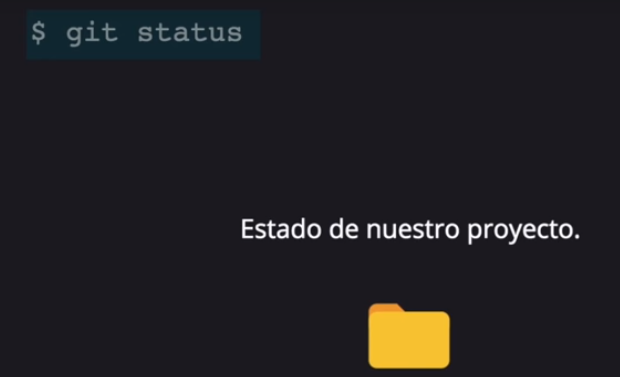 $ git status
Estado de nuestro proyecto.